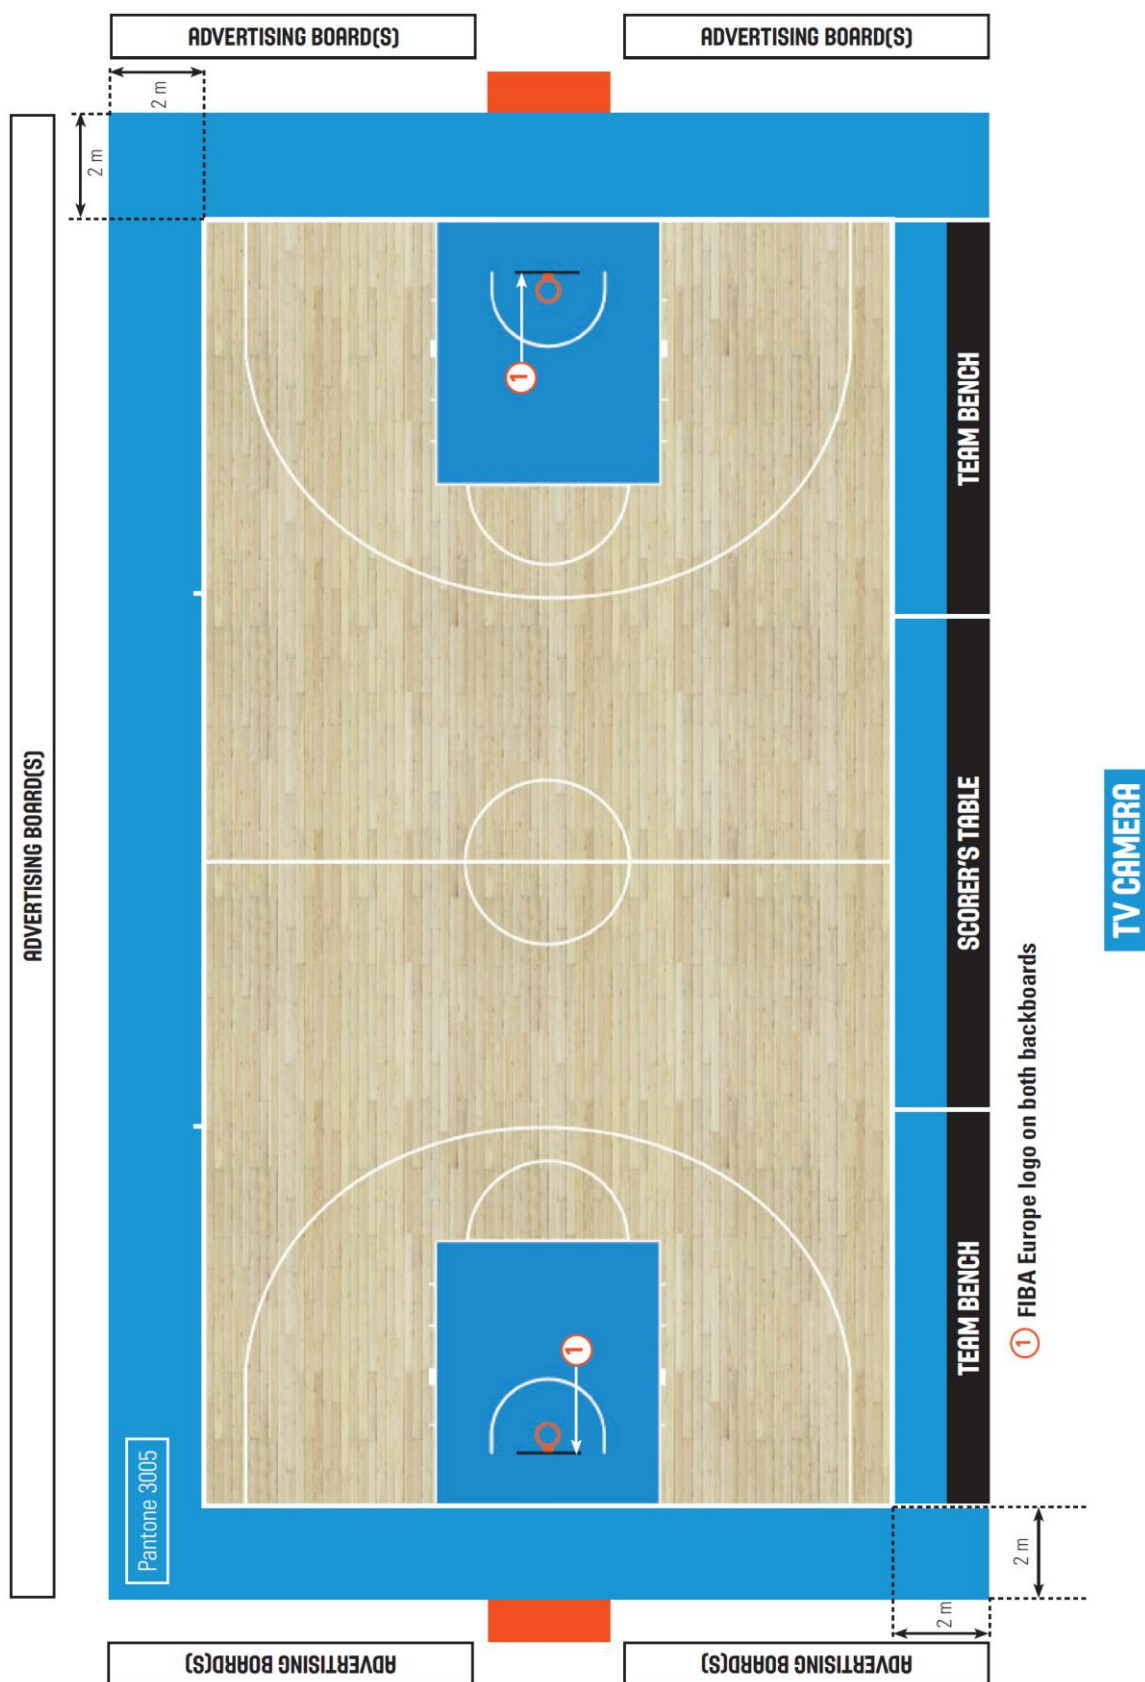 ADVERTISING BOARD(S)
ADVERTISING BOARD(S)
2 m
2 m
ADVERTISING BOARD(S)
1
TEAM BENCH
SCORER'S TABLE
TV CAMERA
1
TEAM BENCH
1 FIBA Europe logo on both backboards
Pantone 3005
2 m
2 m
ADVERTISING BOARD(S)
ADVERTISING BOARD(S)